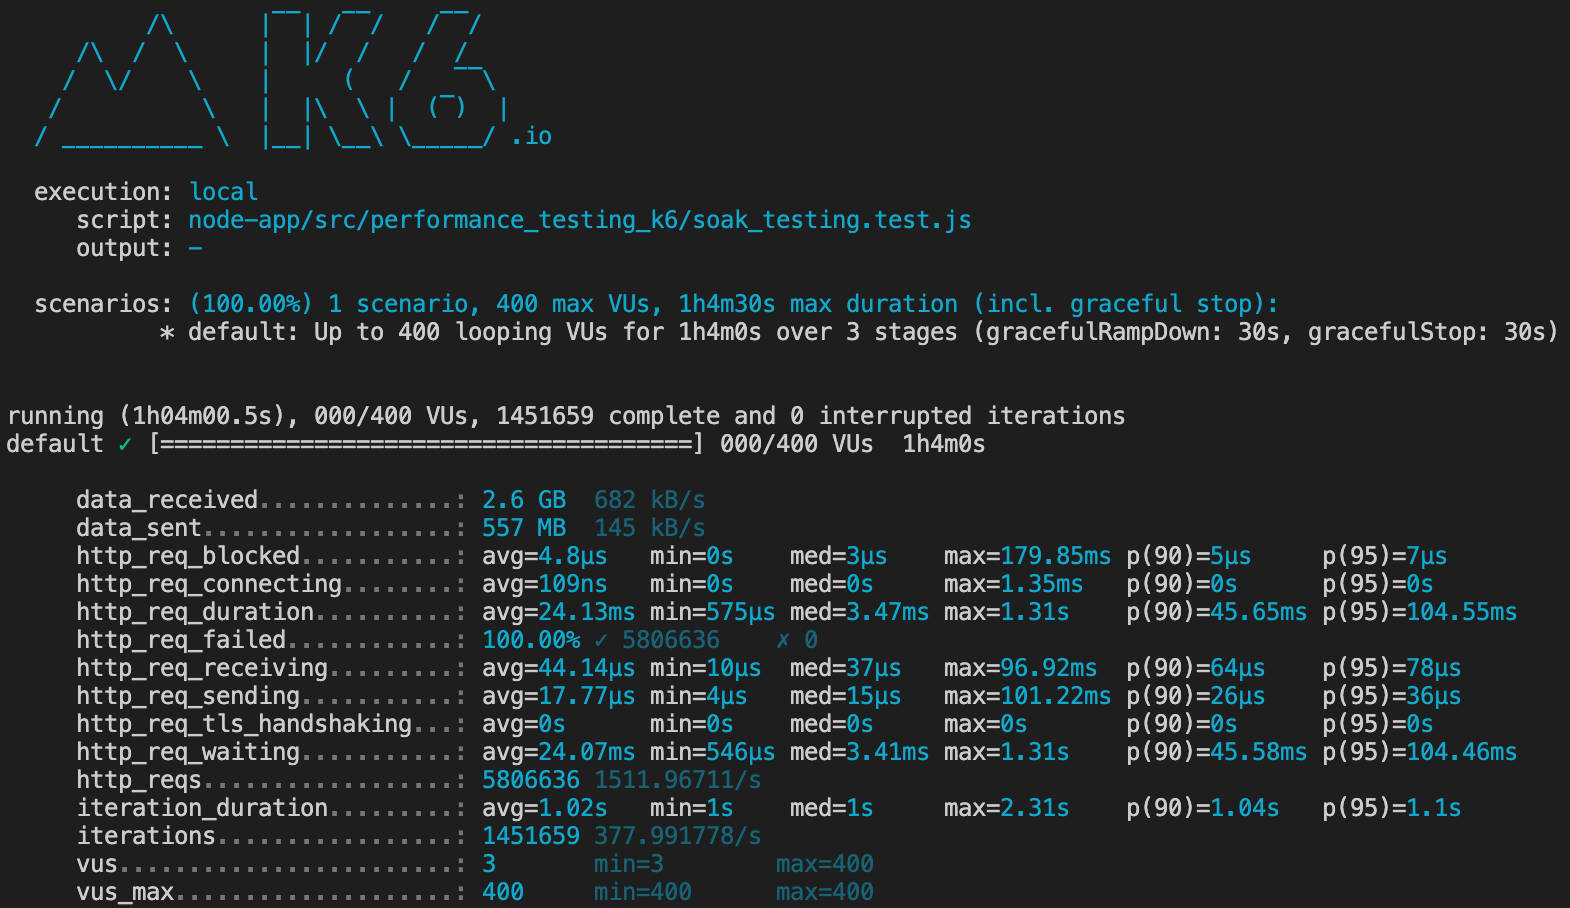 /\      |‾‾| /‾‾/   /‾‾/
     /\  /  \     |  |/  /   /  /
    /  \/    \    |     (   /   ‾‾\
   /          \   |  |\  \ |  (‾)  |
  / __________ \  |__| \__\ \_____/ .io
execution: local
script: node-app/src/performance_testing_k6/soak_testing.test.js
output: -
scenarios: (100.00%) 1 scenario, 400 max VUs, 1h4m30s max duration (incl. graceful stop):
* default: Up to 400 looping VUs for 1h4m0s over 3 stages (gracefulRampDown: 30s, gracefulStop: 30s)
running (1h04m00.5s), 000/400 VUs, 1451659 complete and 0 interrupted iterations
default ✓ [======================================] 000/400 VUs  1h4m0s
data_received..............: 2.6 GB  682 kB/s
data_sent..................: 557 MB  145 kB/s
http_req_blocked...........: avg=4.8µs   min=0s    med=3µs    max=179.85ms p(90)=5µs     p(95)=7µs
http_req_connecting........: avg=109ns   min=0s    med=0s     max=1.35ms   p(90)=0s      p(95)=0s
http_req_duration..........: avg=24.13ms min=575µs med=3.47ms max=1.31s    p(90)=45.65ms p(95)=104.55ms
http_req_failed............: 100.00% ✓ 5806636    ✗ 0
http_req_receiving.........: avg=44.14µs min=10µs  med=37µs   max=96.92ms  p(90)=64µs    p(95)=78µs
http_req_sending...........: avg=17.77µs min=4µs   med=15µs   max=101.22ms p(90)=26µs    p(95)=36µs
http_req_tls_handshaking...: avg=0s      min=0s    med=0s     max=0s       p(90)=0s      p(95)=0s
http_req_waiting...........: avg=24.07ms min=546µs med=3.41ms max=1.31s    p(90)=45.58ms p(95)=104.46ms
http_reqs..................: 5806636 1511.96711/s
iteration_duration.........: avg=1.02s   min=1s    med=1s     max=2.31s    p(90)=1.04s   p(95)=1.1s
iterations.................: 1451659 377.991778/s
vus........................: 3       min=3        max=400
vus_max....................: 400     min=400      max=400